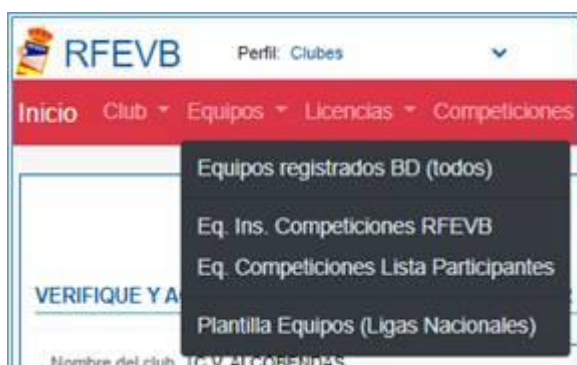 RFEVB Perfil: Clubes
Inicio Club Equipos Licencias Competiciones
Equipos registrados BD (todos)
Eq. Ins. Competiciones RFEVB
Eq. Competiciones Lista Participantes
VERIFIQUE Y
Plantilla Equipos (Ligas Nacionales)
Nombre del club